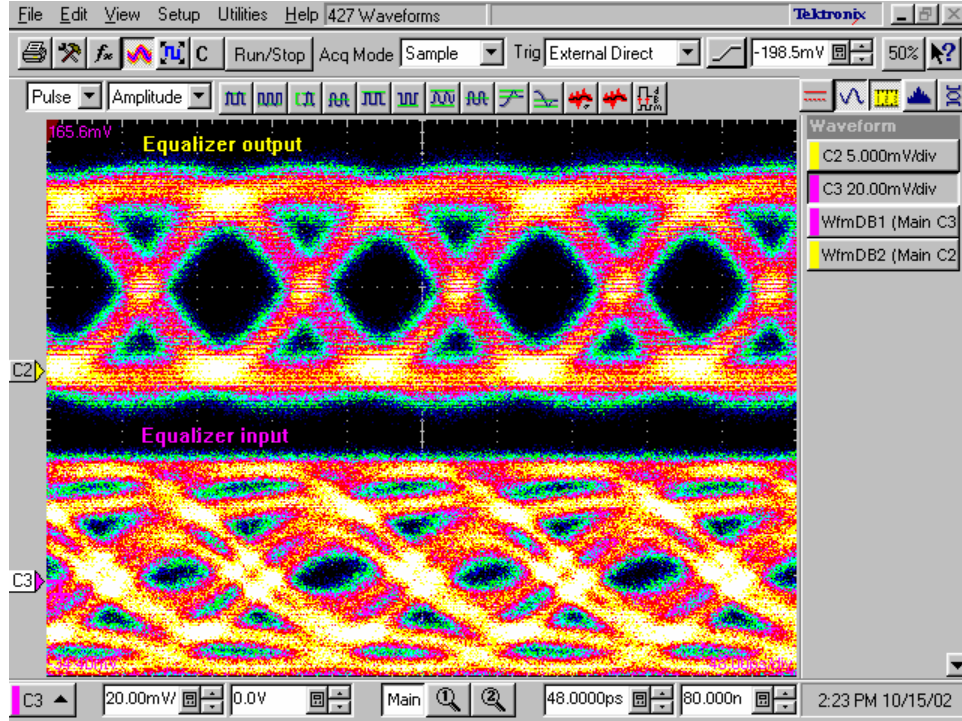 File Edit View Setup Utilities Help 427 Waveforms Tektronix
Run/Stop Acq Mode Sample Trig External Direct -198.5mV 50%
Pulse Amplitude
165.6mV
Equalizer output
Waveform
C2 5.000mV/div
C3 20.00mV/div
WfmDB1 (Main C3
WfmDB2 (Main C2
C2
Equalizer input
C3
C3 20.00mV/ 0.0V Main 1 2 48.0000ps 80.000n 2:23 PM 10/15/02